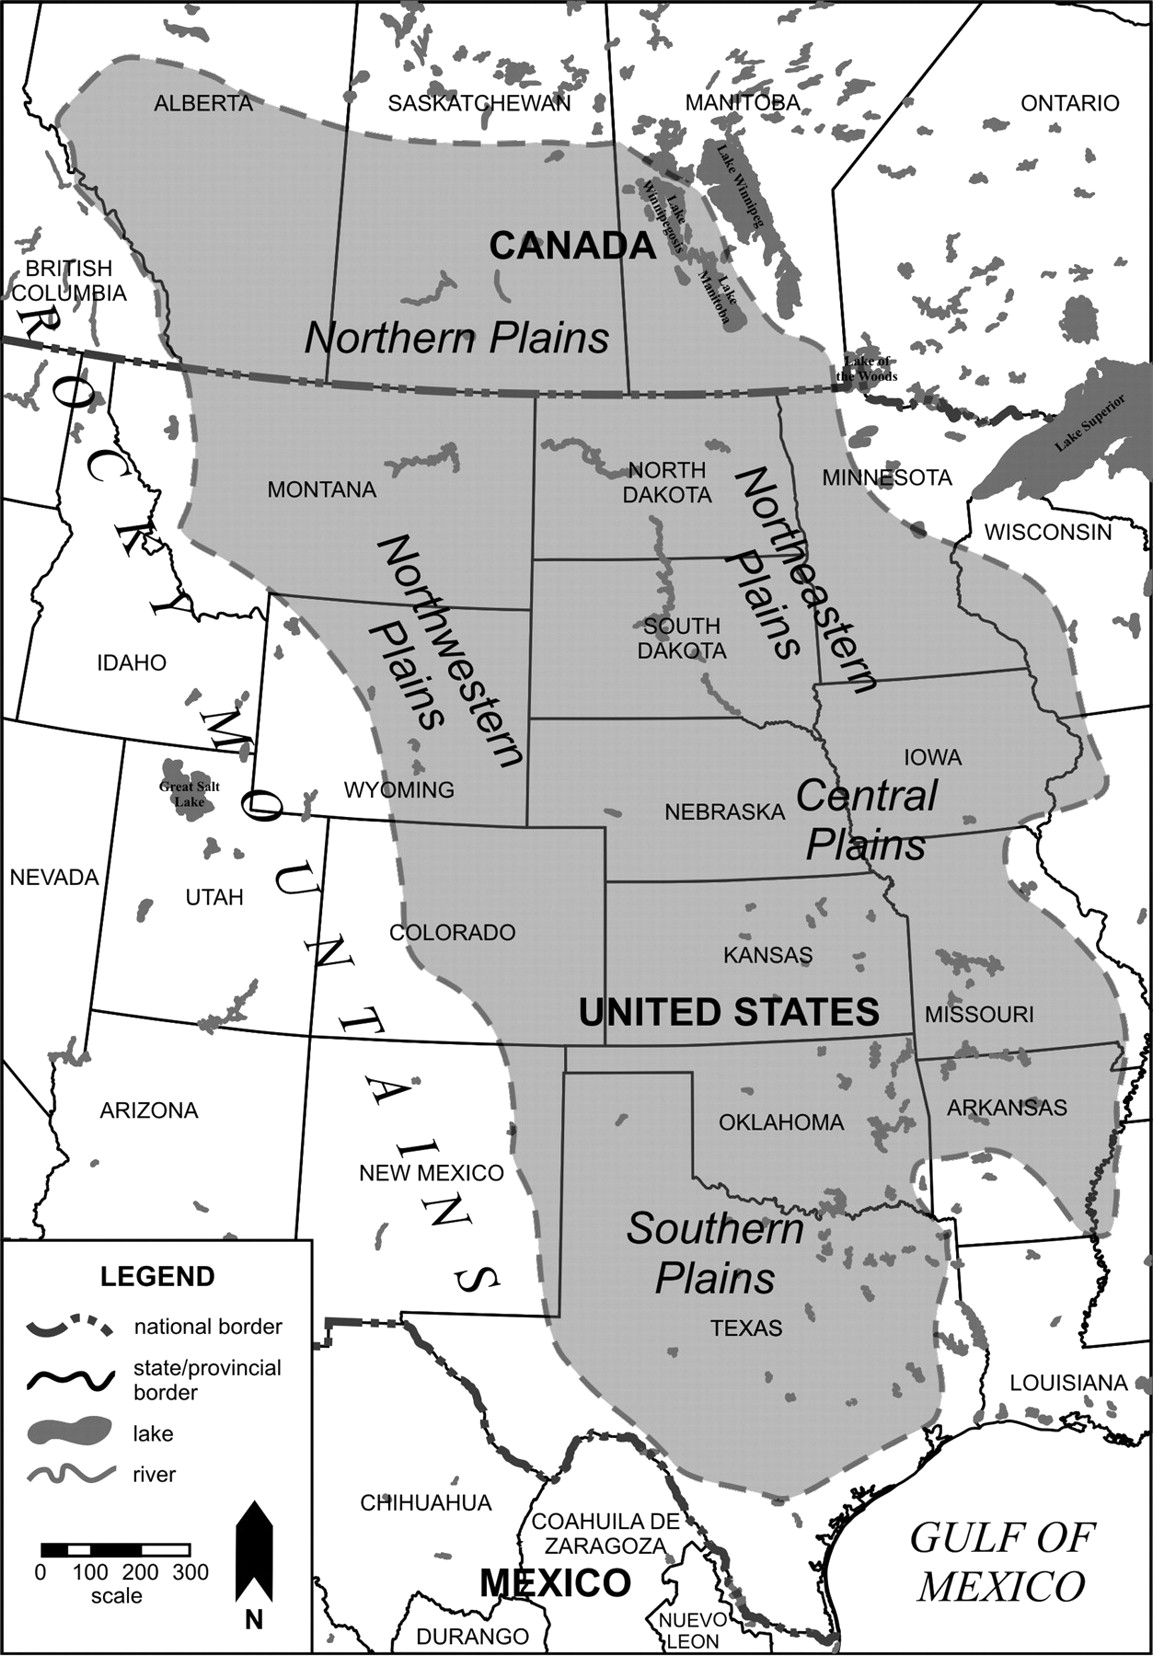 ALBERTA
SASKATCHEWAN
MANITOBA
ONTARIO
Lake Winnipeg
Lake
Winnipegosis
CANADA
BRITISH
COLUMBIA
Lake
Manitoba
Northern Plains
Lake of
the Woods
Lake Superior
ROCKY MOUNTAINS
MONTANA
NORTH
DAKOTA
MINNESOTA
WISCONSIN
Northeastern
Plains
Northwestern
Plains
SOUTH
DAKOTA
IDAHO
IOWA
Great Salt
Lake
WYOMING
NEBRASKA
Central
Plains
NEVADA
UTAH
COLORADO
KANSAS
UNITED STATES
MISSOURI
ARIZONA
OKLAHOMA
ARKANSAS
NEW MEXICO
Southern
Plains
TEXAS
LOUISIANA
LEGEND
national border
state/provincial
border
lake
river
0 100 200 300
scale
N
CHIHUAHUA
COAHUILA DE
ZARAGOZA
MEXICO
DURANGO
NUEVO
LEON
GULF OF
MEXICO